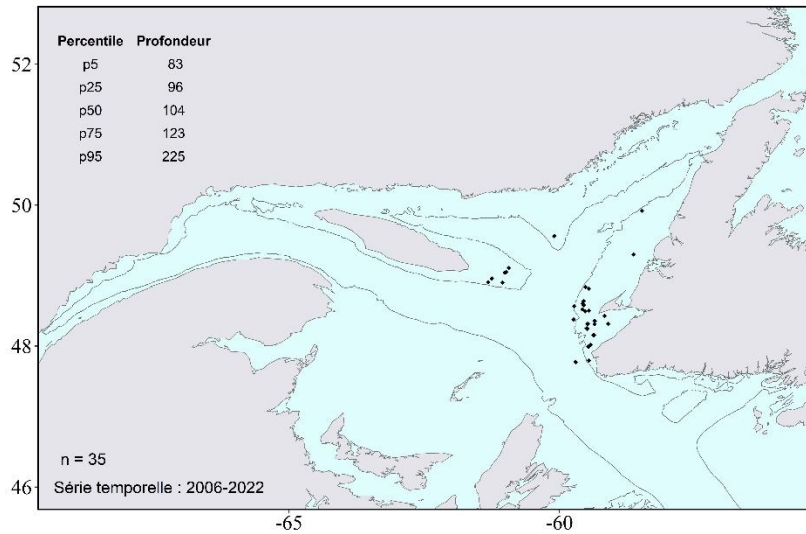 Percentile Profondeur
p5 83
p25 96
p50 104
p75 123
p95 225
52
50
48
46
n = 35
Série temporelle : 2006-2022
-65 -60